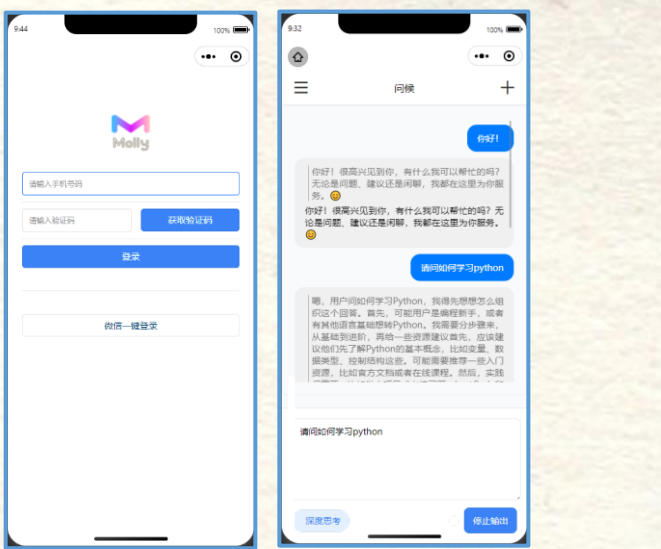 9:44
100%
Molly
请输入手机号码
请输入验证码
获取验证码
登录
微信一键登录
9:32
100%
问候
你好!
你好!很高兴见到你,有什么我可以帮忙的吗?
无论是问题、建议还是闲聊,我都在这里为你服
务。😊
你好!很高兴见到你,有什么我可以帮忙的吗?无
论是问题、建议还是闲聊,我都在这里为你服务。
😊
请问如何学习python
嗯,用户问如何学习Python,我得先想想怎么组
织这个回答。首先,可能用户是编程新手,或者
有其他语言基础想转Python。我需要分步骤来,
从基础到进阶,再给一些资源建议首先,应该建
议他们先了解Python的基本概念,比如变量、数
据类型、控制结构这些。可能需要推荐一些入门
资源,比如官方文档或者在线课程。然后,实践
请问如何学习python
深度思考
停止输出